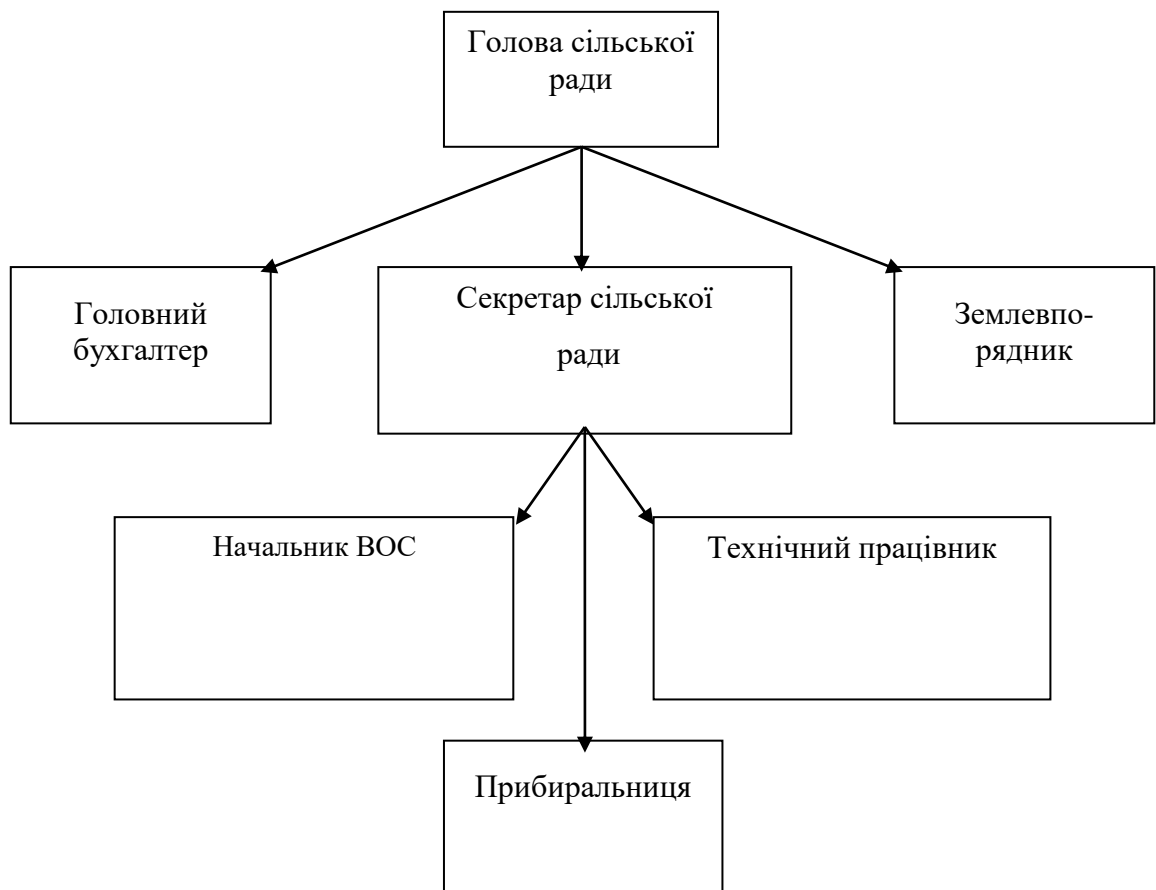 Голова сільської
ради
Головний
бухгалтер
Секретар сільської
ради
Землевпо-
рядник
Начальник ВОС
Технічний працівник
Прибиральниця